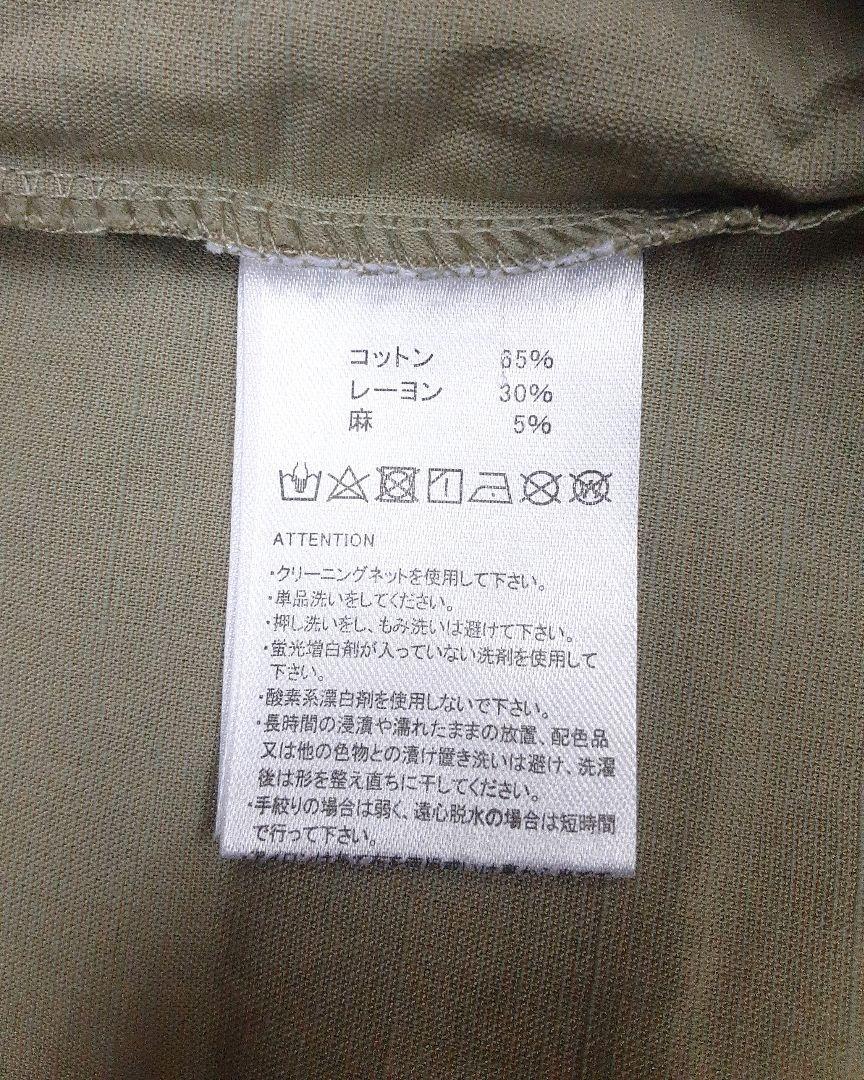 コットン 65%
レーヨン 30%
麻 5%
ATTENTION
・クリーニングネットを使用して下さい。
・単品洗いをしてください。
・押し洗いをし、もみ洗いは避けて下さい。
・蛍光増白剤が入っていない洗剤を使用して
下さい。
・酸素系漂白剤を使用しないで下さい。
・長時間の浸漬や濡れたままの放置、配色品
又は他の色物との漬け置き洗いは避け、洗濯
後は形を整え直ちに干してください。
・手絞りの場合は弱く、遠心脱水の場合は短時間
で行って下さい。